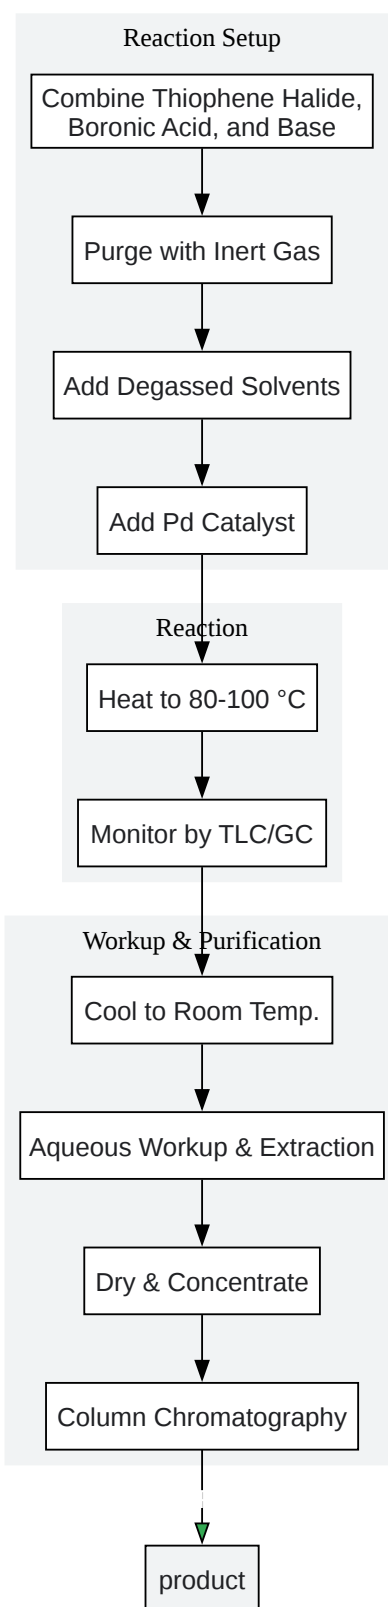 Reaction Setup
Combine Thiophene Halide,
Boronic Acid, and Base
Purge with Inert Gas
Add Degassed Solvents
Add Pd Catalyst
Reaction
Heat to 80-100 °C
Monitor by TLC/GC
Workup & Purification
Cool to Room Temp.
Aqueous Workup & Extraction
Dry & Concentrate
Column Chromatography
product